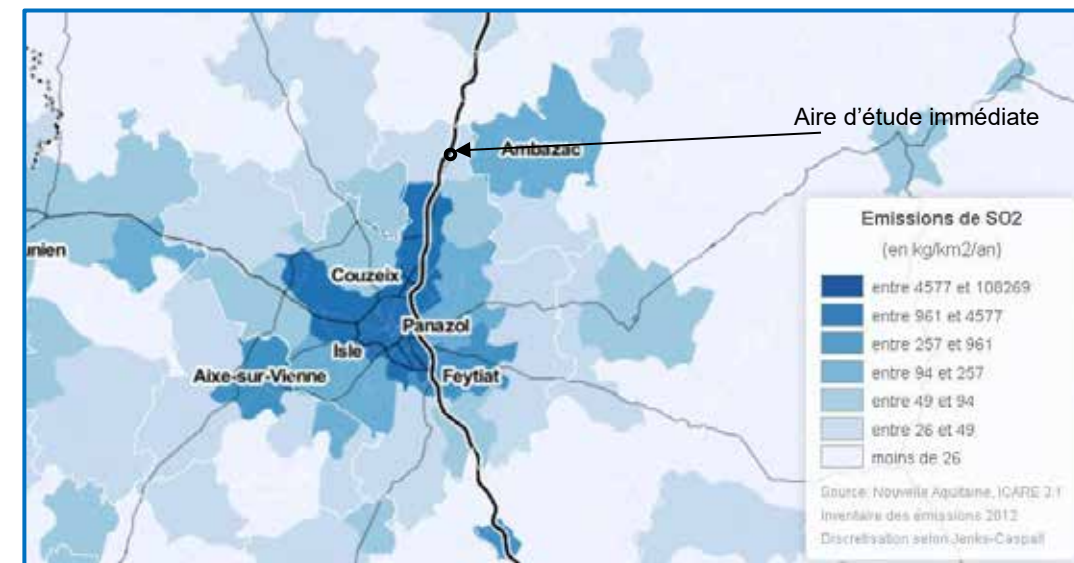 Aire d'étude immédiate
Ambazac
Couzeix
Panazol
Isle
Aixe-sur-Vienne
Feytiat
Emissions de SO2
(en kg/km2/an)
entre 4577 et 108269
entre 961 et 4577
entre 257 et 961
entre 94 et 257
entre 49 et 94
entre 26 et 49
moins de 26
Source: Nouvelle Aquitaine, ICARE 3.1
Inventaire des émissions 2012
Discretisation selon Jenks-Caspall